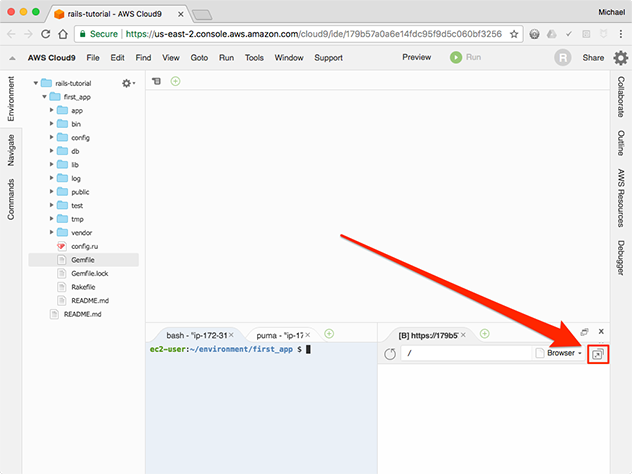 rails-tutorial - AWS Cloud9
Michael
Secure https://us-east-2.console.aws.amazon.com/cloud9/ide/179b57a0a6e14fdc95f9d5c060bf3256
AWS Cloud9 File Edit Find View Goto Run Tools Window Support Preview Run R Share
Environment
Navigate
Commands
rails-tutorial
first_app
app
bin
config
db
lib
log
public
test
tmp
vendor
config.ru
Gemfile
Gemfile.lock
Rakefile
README.md
README.md
Collaborate
Outline
AWS Resources
Debugger
bash - "ip-172-31 puma - "ip-17 [B] https://179b5
ec2-user:~/environment/first_app $
/ Browser